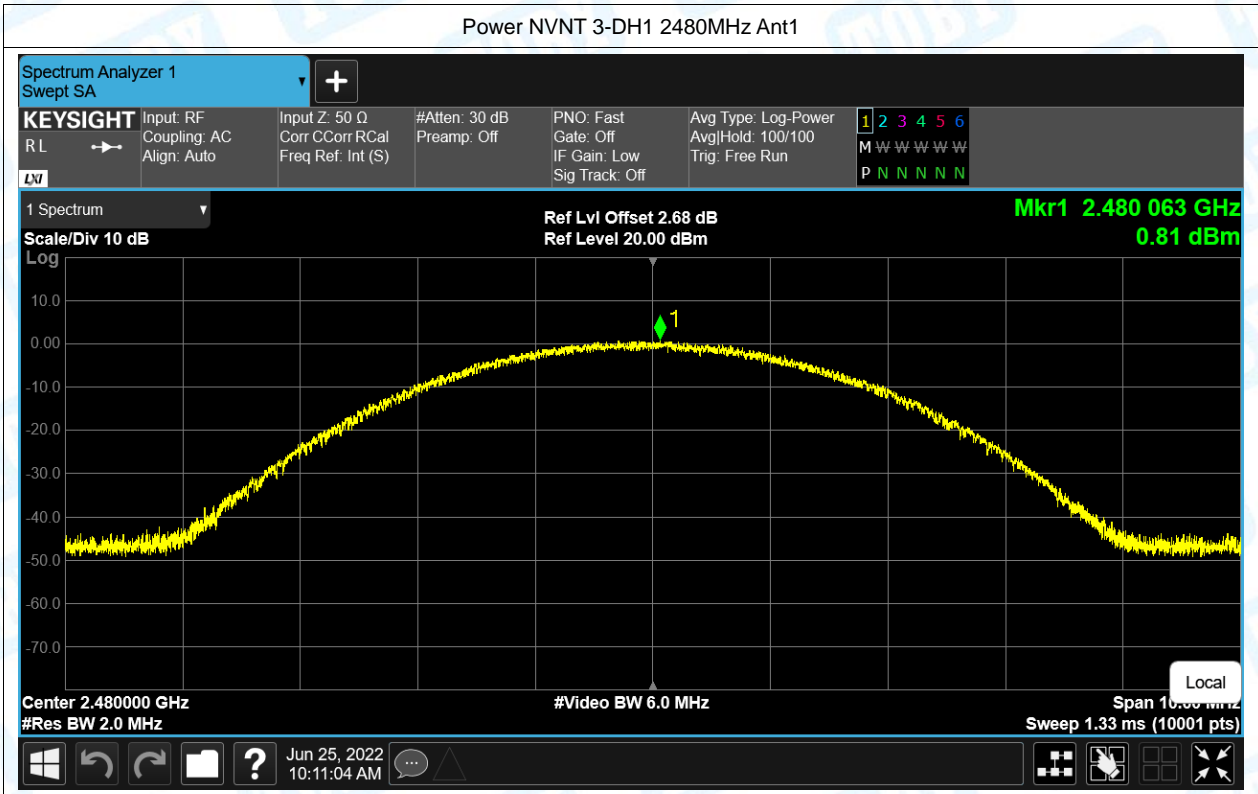 Power NVNT 3-DH1 2480MHz Ant1
Spectrum Analyzer 1
Swept SA
KEYSIGHT
RL
LXI
Input: RF
Coupling: AC
Align: Auto
Input Z: 50 Ω
Corr CCorr RCal
Freq Ref: Int (S)
#Atten: 30 dB
Preamp: Off
PNO: Fast
Gate: Off
IF Gain: Low
Sig Track: Off
Avg Type: Log-Power
Avg|Hold: 100/100
Trig: Free Run
1 2 3 4 5 6
M W W W W W
P N N N N N
1 Spectrum
Scale/Div 10 dB
Log
Ref Lvl Offset 2.68 dB
Ref Level 20.00 dBm
Mkr1 2.480 063 GHz
0.81 dBm
10.0
0.00
-10.0
-20.0
-30.0
-40.0
-50.0
-60.0
-70.0
1
Center 2.480000 GHz
#Res BW 2.0 MHz
#Video BW 6.0 MHz
Span 10.00 MHz
Sweep 1.33 ms (10001 pts)
Local
?
Jun 25, 2022
10:11:04 AM